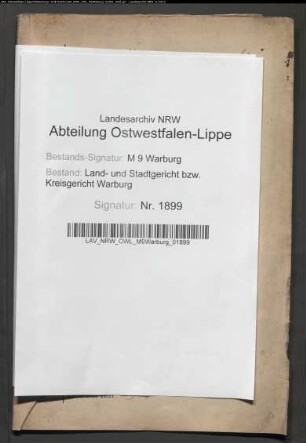 Landesarchiv NRW
Abteilung Ostwestfalen-Lippe
Bestands-Signatur: M 9 Warburg
Bestand: Land- und Stadtgericht bzw.
Kreisgericht Warburg
Signatur: Nr. 1899
LAV_NRW_OWL_M9Warburg_01899